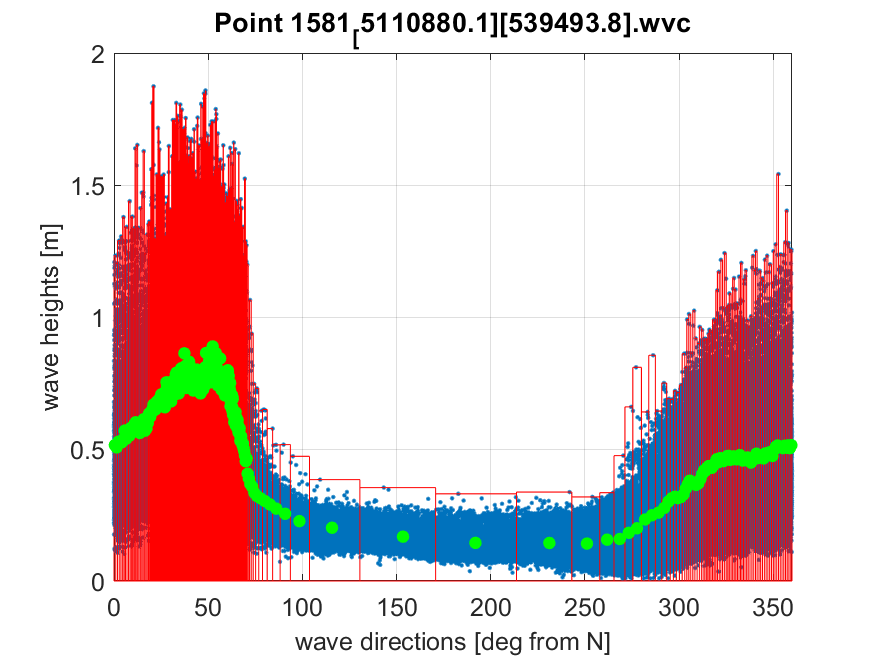 Point 1581[5110880.1][539493.8].wvc
2
1.5
1
0.5
0
wave heights [m]
0 50 100 150 200 250 300 350
wave directions [deg from N]